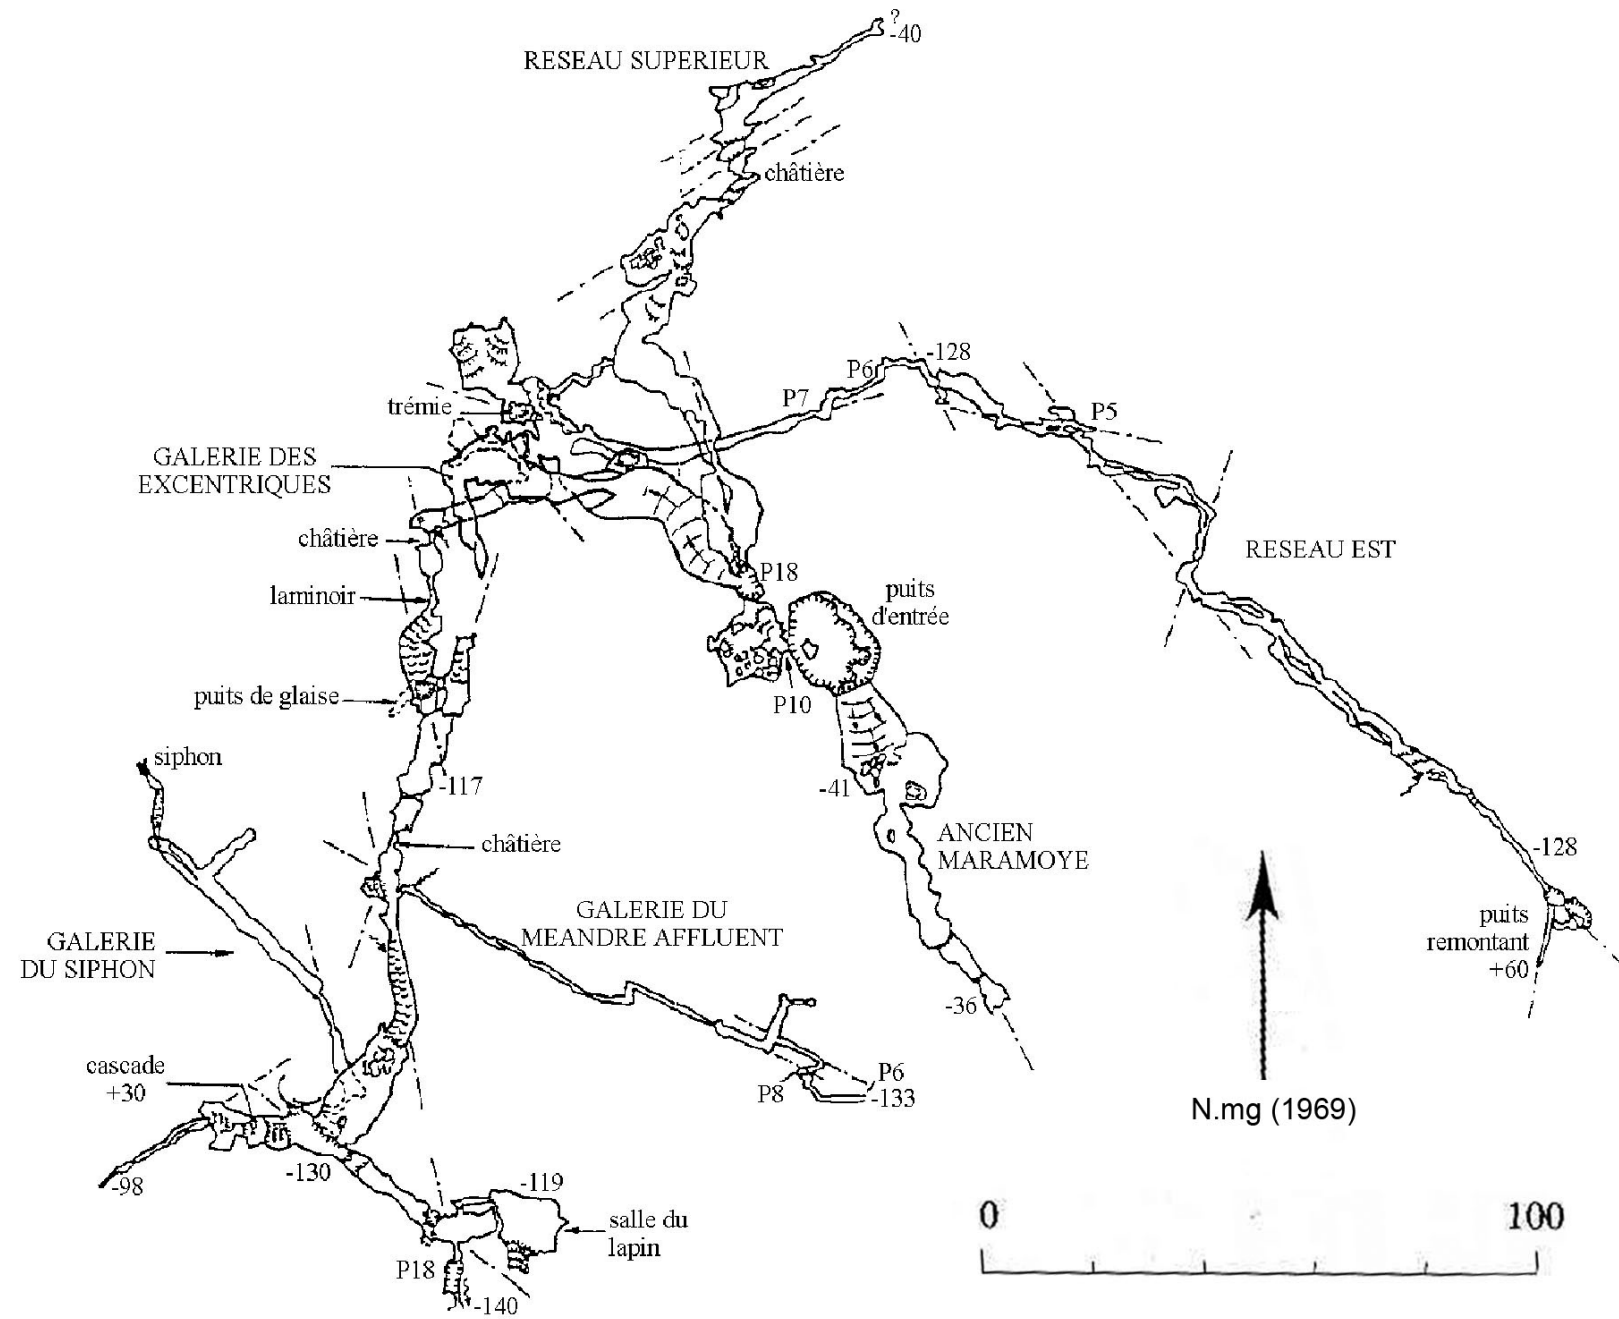 ?
-40
RESEAU SUPERIEUR
châtière
-128
P6
P7
P5
trémie
GALERIE DES
EXCENTRIQUES
châtière
RESEAU EST
P18
puits
d'entrée
laminoir
puits de glaise
P10
siphon
-117
-41
châtière
ANCIEN
MARAMOYE
-128
GALERIE DU
MEANDRE AFFLUENT
puits
remontant
+60
GALERIE
DU SIPHON
-36
cascade
+30
P8
P6
-133
N.mg (1969)
-130
-98
-119
salle du
lapin
0
100
P18
-140